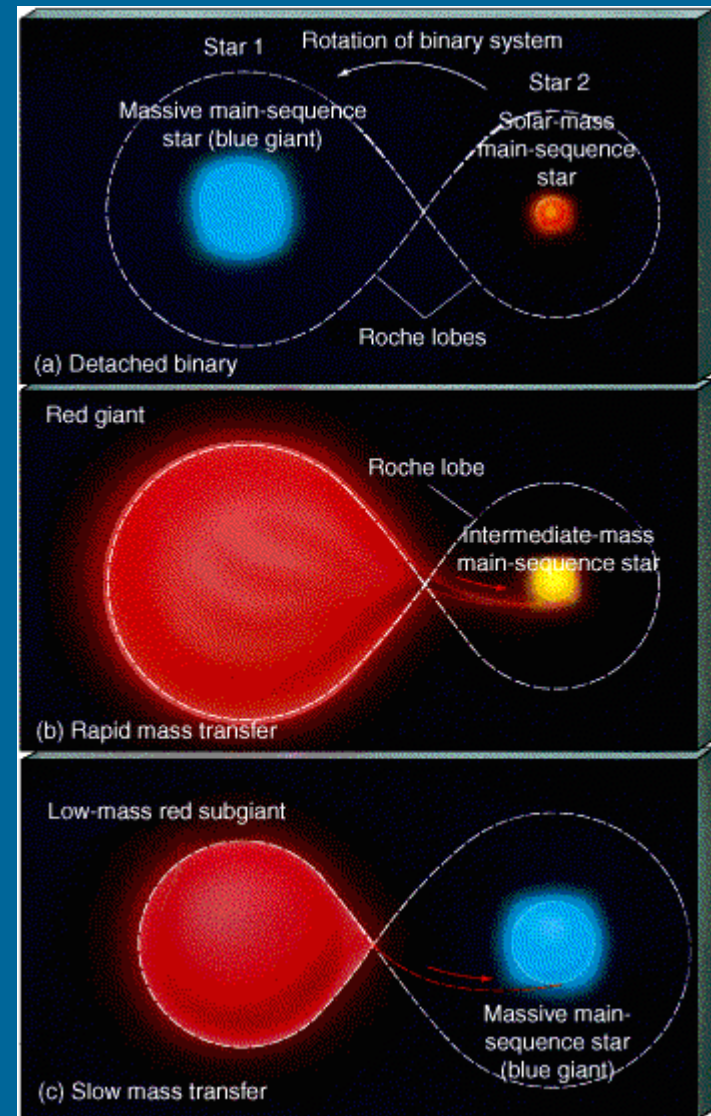 Star 1
Rotation of binary system
Star 2
Massive main-sequence
star (blue giant)
Solar-mass
main-sequence
star
Roche lobes
(a) Detached binary
Red giant
Roche lobe
Intermediate-mass
main-sequence star
(b) Rapid mass transfer
Low-mass red subgiant
Massive main-
sequence star
(blue giant)
(c) Slow mass transfer